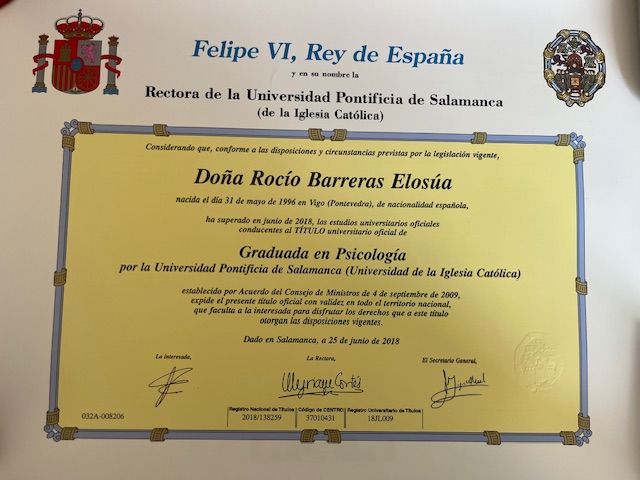 Felipe VI, Rey de España
y en su nombre la
Rectora de la Universidad Pontificia de Salamanca
(de la Iglesia Católica)
Considerando que, conforme a las disposiciones y circunstancias previstas por la legislación vigente,
Doña Rocío Barreras Elosúa
nacida el día 31 de mayo de 1996 en Vigo (Pontevedra), de nacionalidad española,
ha superado en junio de 2018, los estudios universitarios oficiales
conducentes al TÍTULO universitario oficial de
Graduada en Psicología
por la Universidad Pontificia de Salamanca (Universidad de la Iglesia Católica)
establecido por Acuerdo del Consejo de Ministros de 4 de septiembre de 2009,
expide el presente título oficial con validez en todo el territorio nacional,
que faculta a la interesada para disfrutar los derechos que a este título
otorgan las disposiciones vigentes.
Dado en Salamanca, a 25 de junio de 2018
La interesada, La Rectora, El Secretario General,
032A-008206
Registro Nacional de Títulos Código de CENTRO Registro Universitario de Títulos
2018/138259 37010431 18JL009